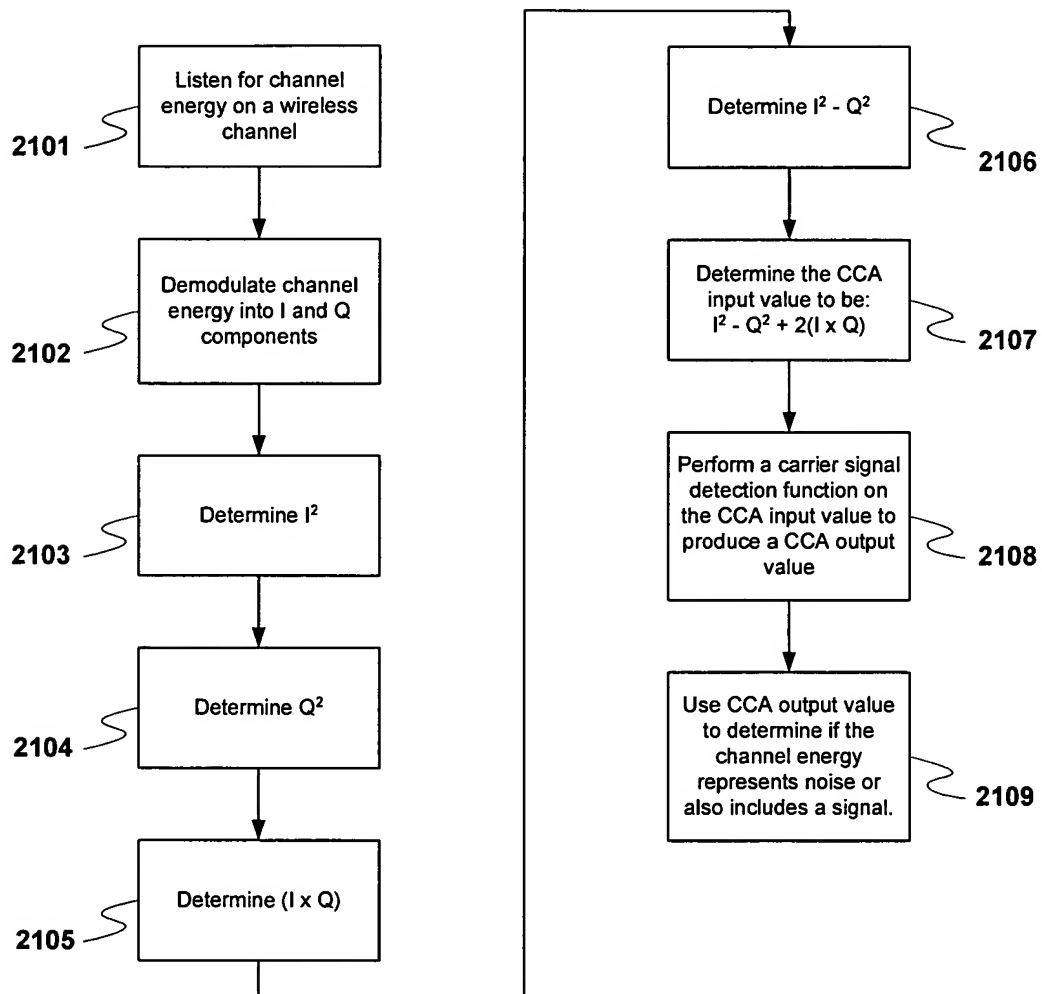 Listen for channel
energy on a wireless
channel
2101
Demodulate channel
energy into I and Q
components
2102
Determine I²
2103
Determine Q²
2104
Determine (I x Q)
2105
Determine I² - Q²
2106
Determine the CCA
input value to be:
I² - Q² + 2(I x Q)
2107
Perform a carrier signal
detection function on
the CCA input value to
produce a CCA output
value
2108
Use CCA output value
to determine if the
channel energy
represents noise or
also includes a signal.
2109